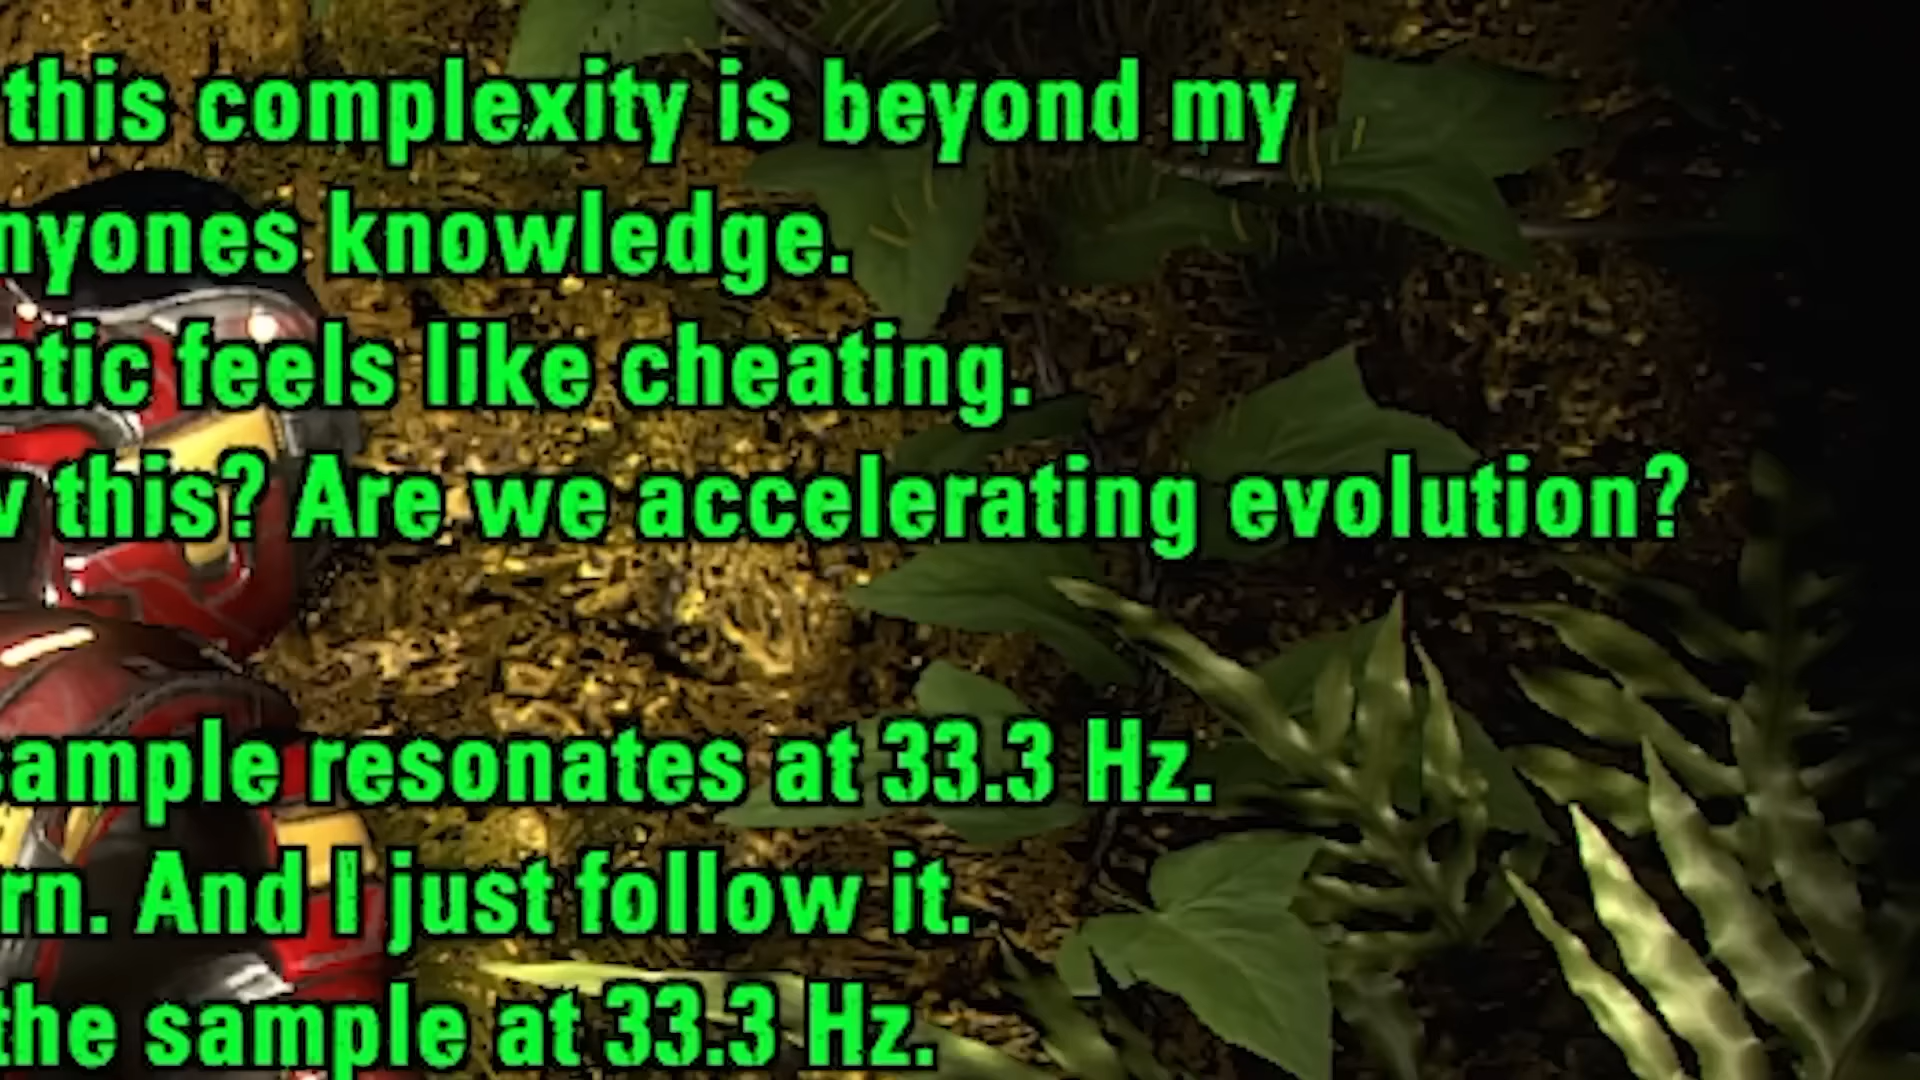 this complexity is beyond my
nyones knowledge.
atic feels like cheating.
this? Are we accelerating evolution?
sample resonates at 33.3 Hz.
rn. And I just follow it.
the sample at 33.3 Hz.